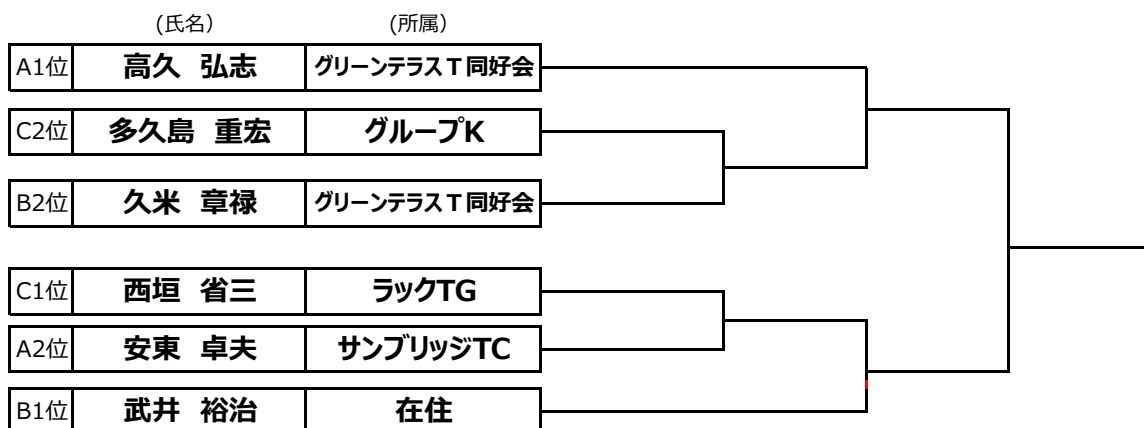 (氏名） (所属）
A1位 高久 弘志 グリーンテラスＴ同好会
C2位 多久島 重宏 グループK
B2位 久米 章禄 グリーンテラスＴ同好会
C1位 西垣 省三 ラックTG
A2位 安東 卓夫 サンブリッジTC
B1位 武井 裕治 在住